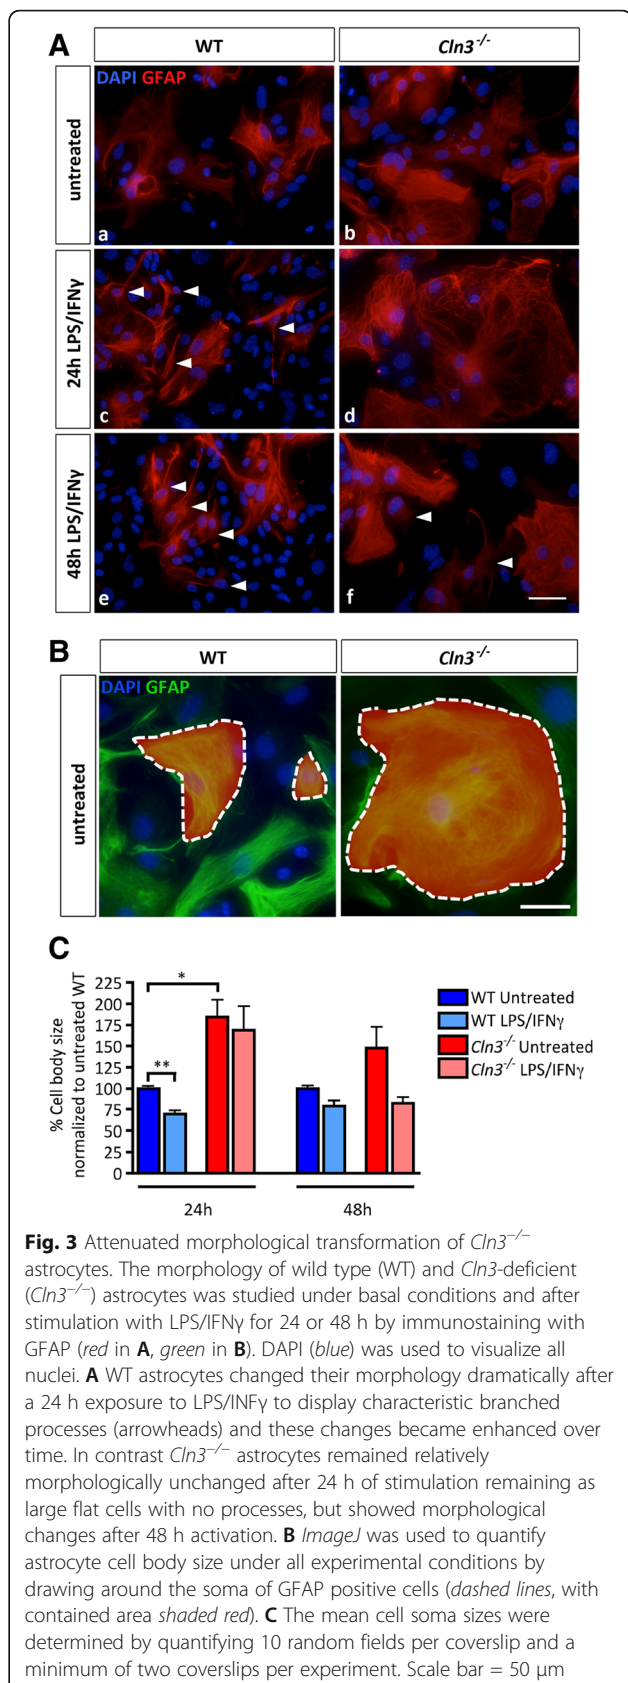 A
WT
Cln3-/-
untreated
DAPI GFAP
a
b
24h LPS/IFNγ
c
d
48h LPS/IFNγ
e
f
B
WT
Cln3-/-
untreated
DAPI GFAP
C
% Cell body size
normalized to untreated WT
225
200
175
150
125
100
75
50
25
0
*
**
24h
48h
WT Untreated
WT LPS/IFNγ
Cln3-/- Untreated
Cln3-/- LPS/IFNγ
Fig. 3 Attenuated morphological transformation of Cln3−/−
astrocytes. The morphology of wild type (WT) and Cln3-deficient
(Cln3−/−) astrocytes was studied under basal conditions and after
stimulation with LPS/IFNγ for 24 or 48 h by immunostaining with
GFAP (red in A, green in B). DAPI (blue) was used to visualize all
nuclei. A WT astrocytes changed their morphology dramatically after
a 24 h exposure to LPS/INFγ to display characteristic branched
processes (arrowheads) and these changes became enhanced over
time. In contrast Cln3−/− astrocytes remained relatively
morphologically unchanged after 24 h of stimulation remaining as
large flat cells with no processes, but showed morphological
changes after 48 h activation. B ImageJ was used to quantify
astrocyte cell body size under all experimental conditions by
drawing around the soma of GFAP positive cells (dashed lines, with
contained area shaded red). C The mean cell soma sizes were
determined by quantifying 10 random fields per coverslip and a
minimum of two coverslips per experiment. Scale bar = 50 μm